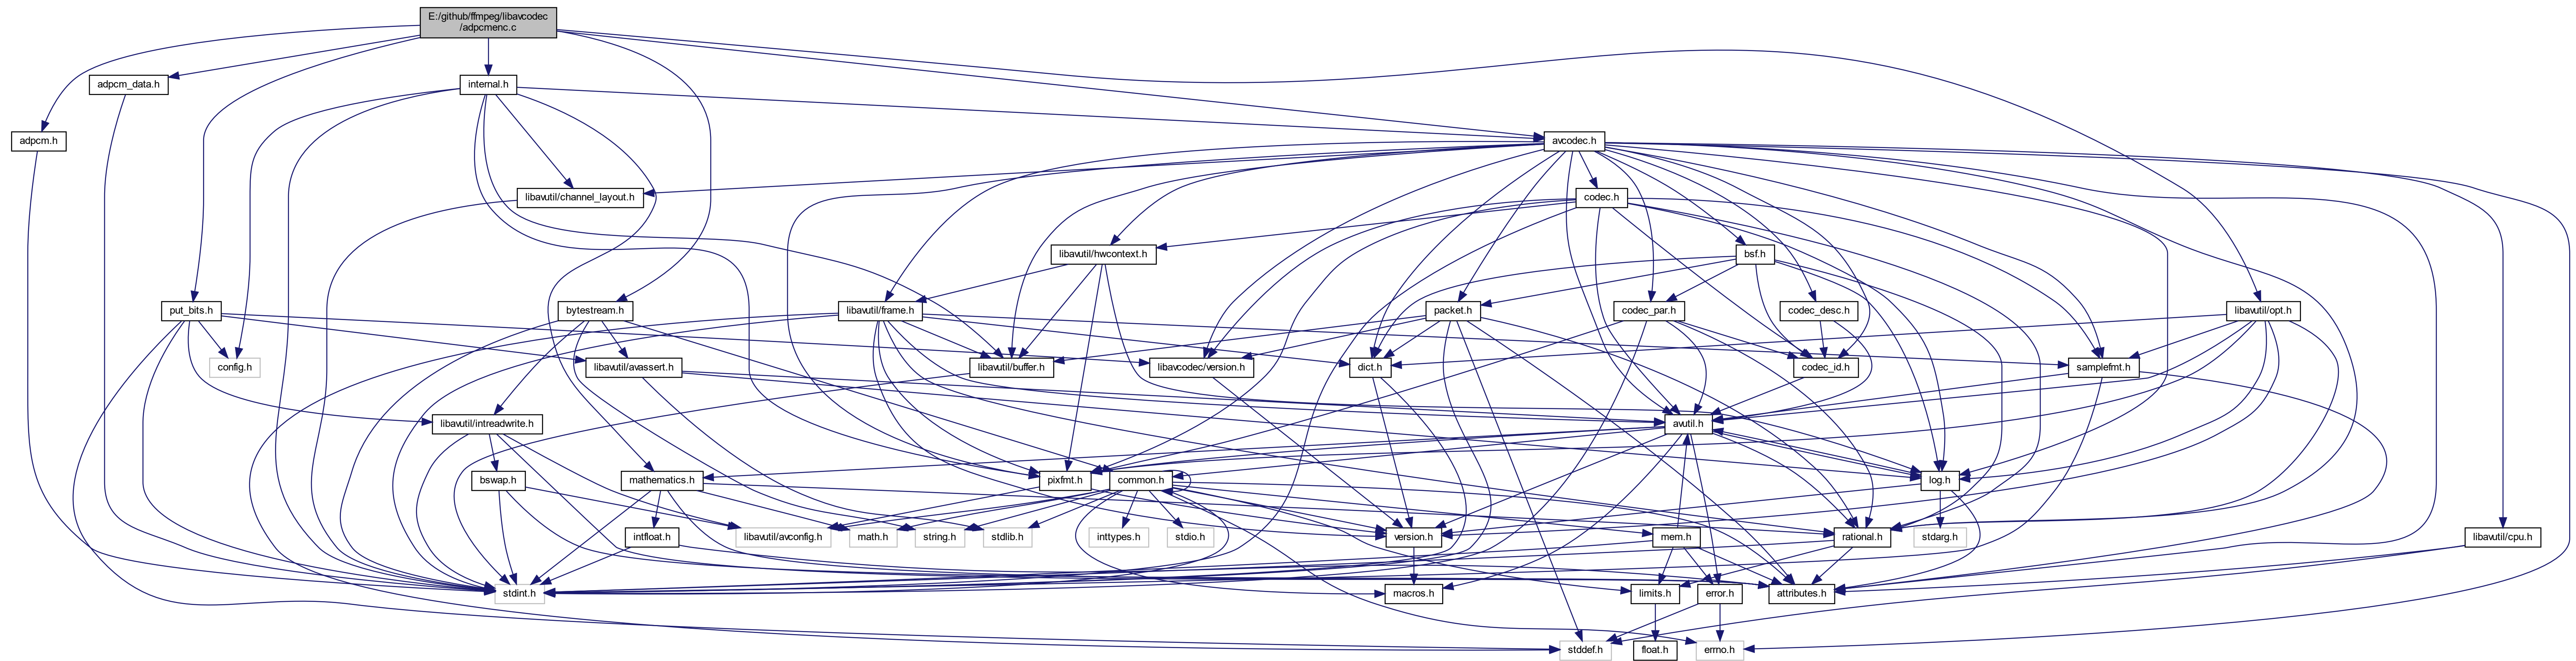 E:/github/ffmpeg/libavcodec
/adpcmenc.c
adpcm_data.h
internal.h
adpcm.h
avcodec.h
libavutil/channel_layout.h
codec.h
libavutil/hwcontext.h
bsf.h
put_bits.h
bytestream.h
libavutil/frame.h
packet.h
codec_par.h
codec_desc.h
libavutil/opt.h
config.h
libavutil/avassert.h
libavutil/buffer.h
libavcodec/version.h
dict.h
codec_id.h
samplefmt.h
libavutil/intreadwrite.h
avutil.h
bswap.h
mathematics.h
pixfmt.h
common.h
log.h
intfloat.h
libavutil/avconfig.h
math.h
string.h
stdlib.h
inttypes.h
stdio.h
version.h
mem.h
rational.h
stdarg.h
libavutil/cpu.h
stdint.h
macros.h
limits.h
error.h
attributes.h
stddef.h
float.h
errno.h